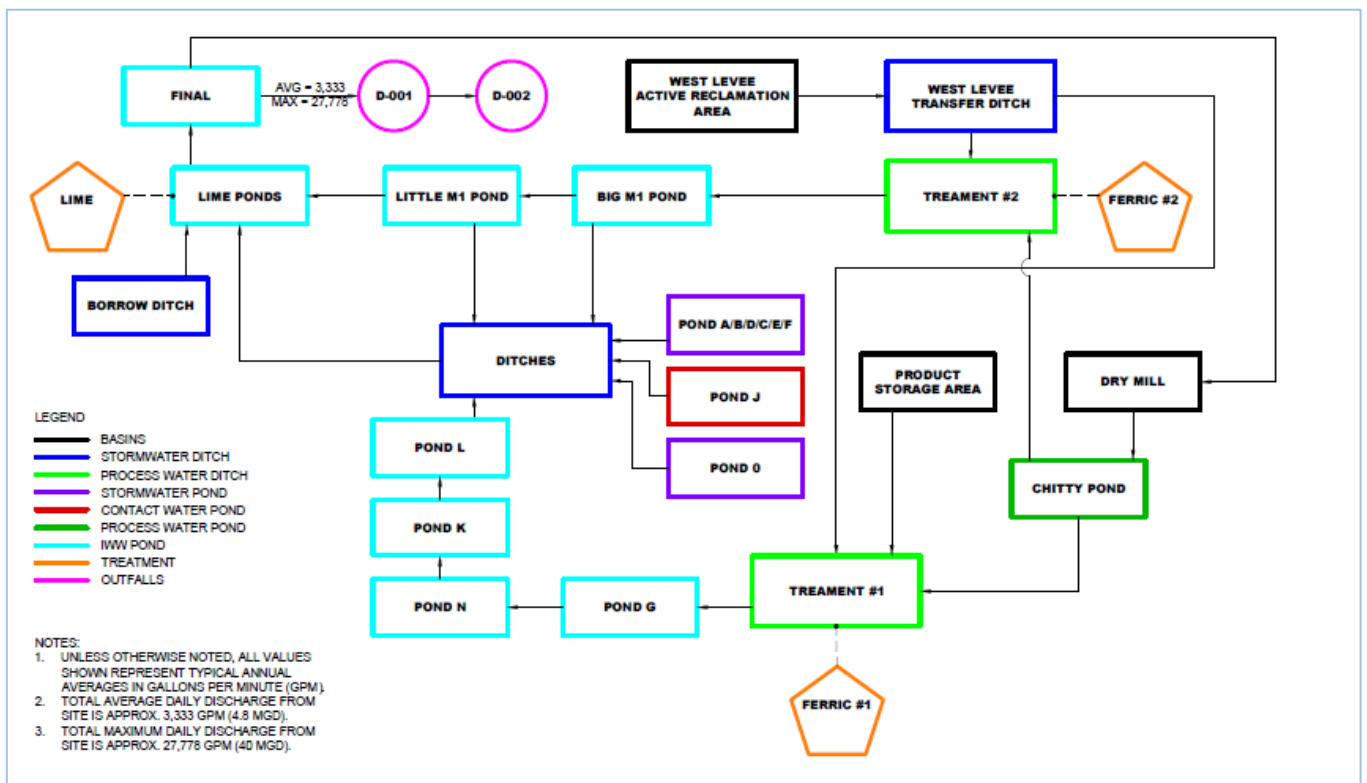 FINAL
AVG = 3,333
MAX = 27,778
D-001
D-002
WEST LEVEE
ACTIVE RECLAMATION
AREA
WEST LEVEE
TRANSFER DITCH
LIME
LIME PONDS
LITTLE M1 POND
BIG M1 POND
TREAMENT #2
FERRIC #2
BORROW DITCH
DITCHES
POND A/B/D/C/E/F
POND J
POND 0
PRODUCT
STORAGE AREA
DRY MILL
CHITTY POND
POND L
POND K
POND N
POND G
TREAMENT #1
FERRIC #1
LEGEND
BASINS
STORMWATER DITCH
PROCESS WATER DITCH
STORMWATER POND
CONTACT WATER POND
PROCESS WATER POND
IWW POND
TREATMENT
OUTFALLS
NOTES:
1. UNLESS OTHERWISE NOTED, ALL VALUES
SHOWN REPRESENT TYPICAL ANNUAL
AVERAGES IN GALLONS PER MINUTE (GPM).
2. TOTAL AVERAGE DAILY DISCHARGE FROM
SITE IS APPROX. 3,333 GPM (4.8 MGD).
3. TOTAL MAXIMUM DAILY DISCHARGE FROM
SITE IS APPROX. 27,778 GPM (40 MGD).